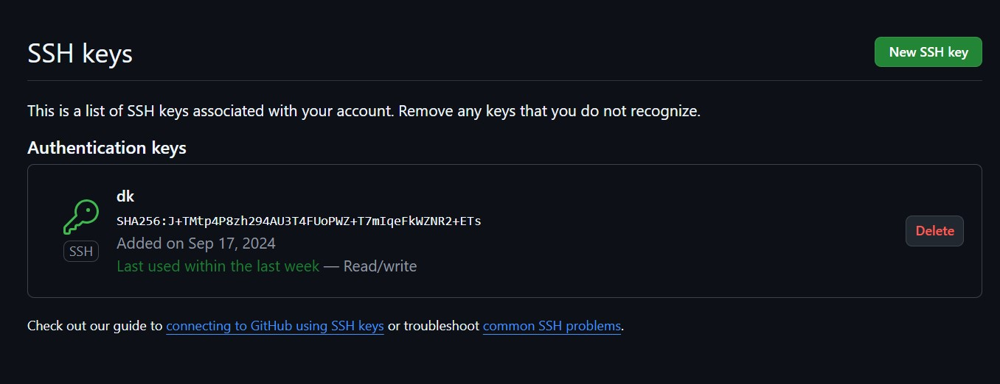 SSH keys
New SSH key
This is a list of SSH keys associated with your account. Remove any keys that you do not recognize.
Authentication keys
dk
SHA256:J+TMtp4P8zh294AU3T4FUoPWZ+T7mIqeFkWZNR2+ETs
Added on Sep 17, 2024
Last used within the last week — Read/write
SSH
Delete
Check out our guide to connecting to GitHub using SSH keys or troubleshoot common SSH problems.